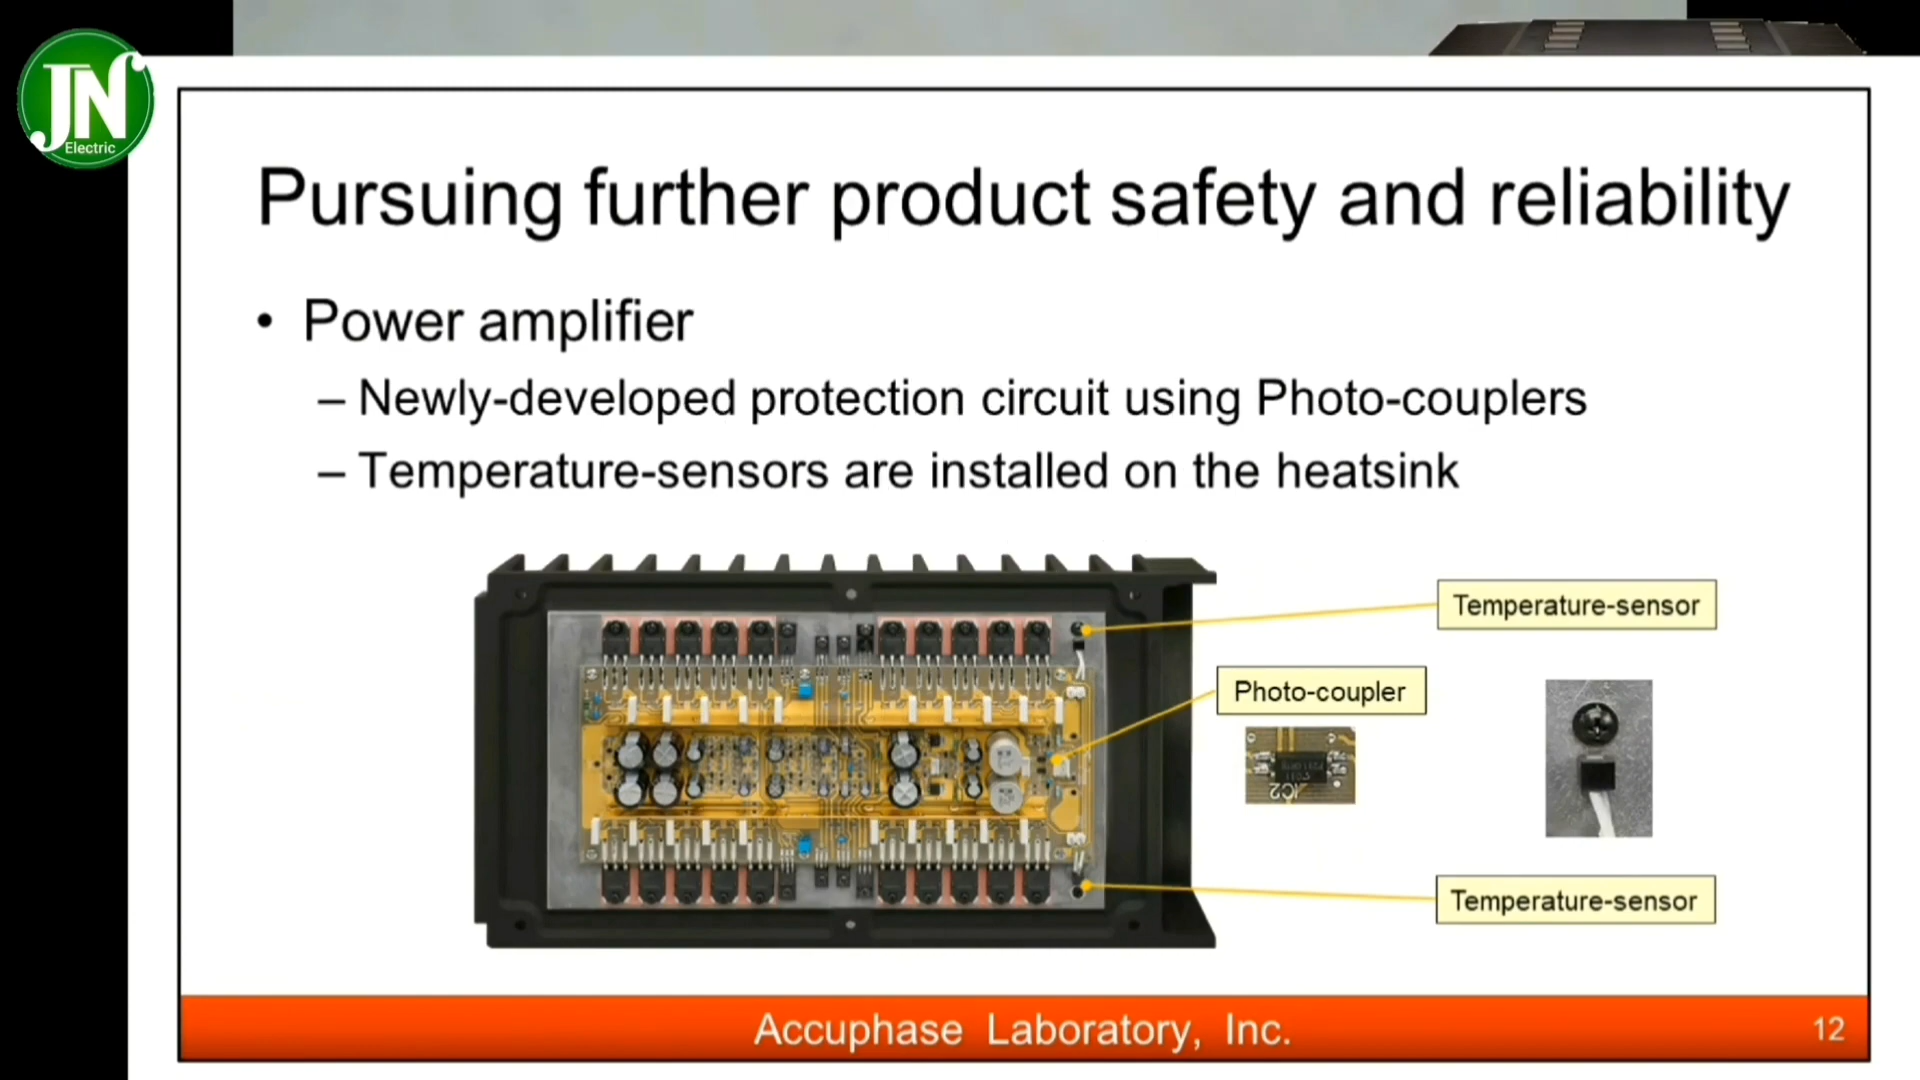 JN
Electric
Pursuing further product safety and reliability
• Power amplifier
– Newly-developed protection circuit using Photo-couplers
– Temperature-sensors are installed on the heatsink
Temperature-sensor
Photo-coupler
IC2
Temperature-sensor
Accuphase Laboratory, Inc.
12